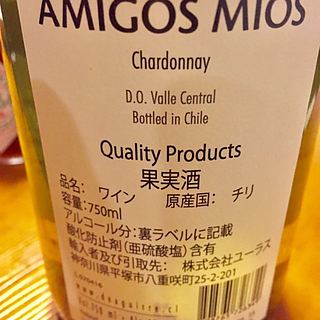 AMIGOS MIOS
Chardonnay
D.O. Valle Central
Bottled in Chile
Quality Products
果実酒
品名: ワイン 原産国: チリ
容量:750ml
アルコール分:裏ラベルに記載
酸化防止剤(亜硫酸塩)含有
輸入者及び引取先: 株式会社ユーラス
神奈川県平塚市八重咲町25-2-201
L020416